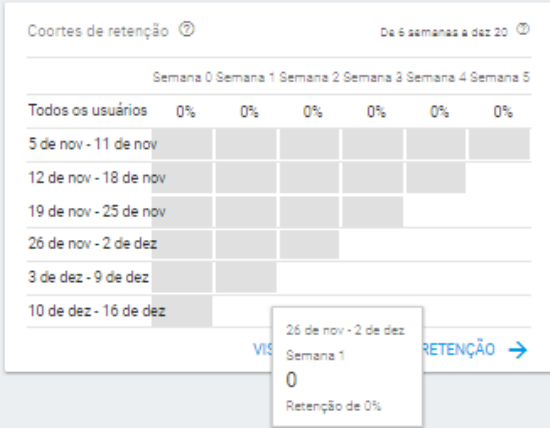 Coortes de retenção
De 6 semanas a dez 20
Semana 0 Semana 1 Semana 2 Semana 3 Semana 4 Semana 5
Todos os usuários 0% 0% 0% 0% 0% 0%
5 de nov - 11 de nov
12 de nov - 18 de nov
19 de nov - 25 de nov
26 de nov - 2 de dez
3 de dez - 9 de dez
10 de dez - 16 de dez
VIS RETENÇÃO
26 de nov - 2 de dez
Semana 1
0
Retenção de 0%